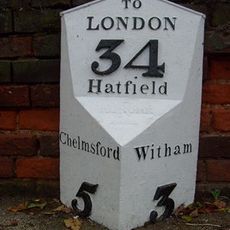 TO
LONDON
34
Hatfield
Chelmsford Witham
5 3